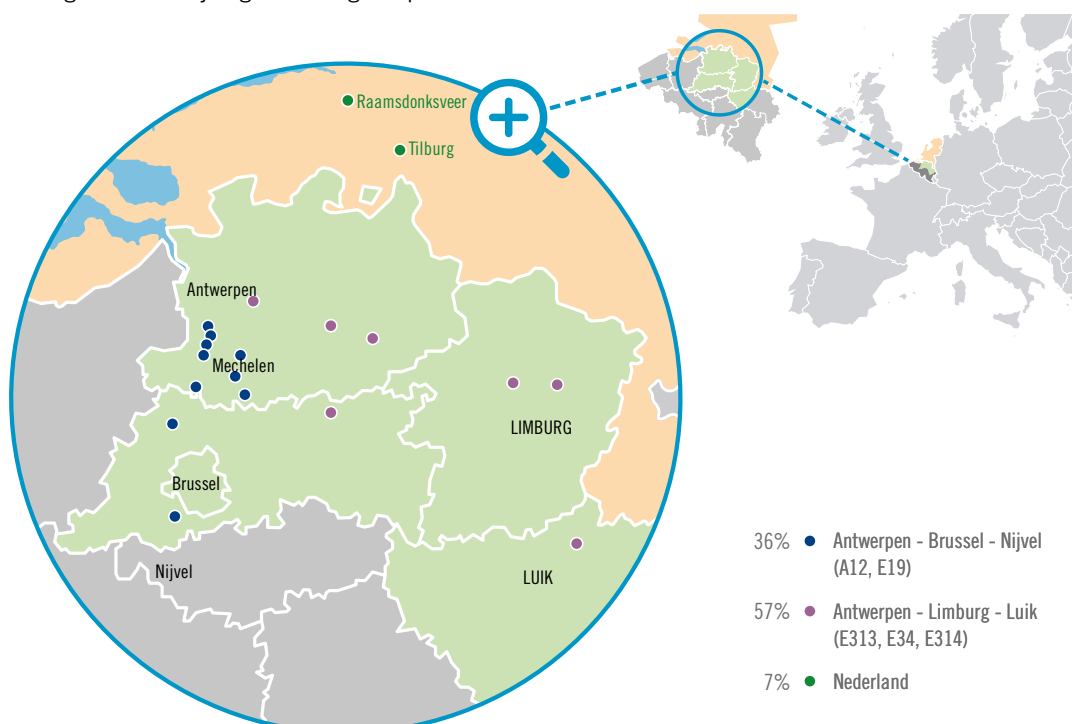 Raamsdonksveer
Tilburg
Antwerpen
Mechelen
LIMBURG
Brussel
Nijvel
LUIK
36% Antwerpen - Brussel - Nijvel
(A12, E19)
57% Antwerpen - Limburg - Luik
(E313, E34, E314)
7% Nederland